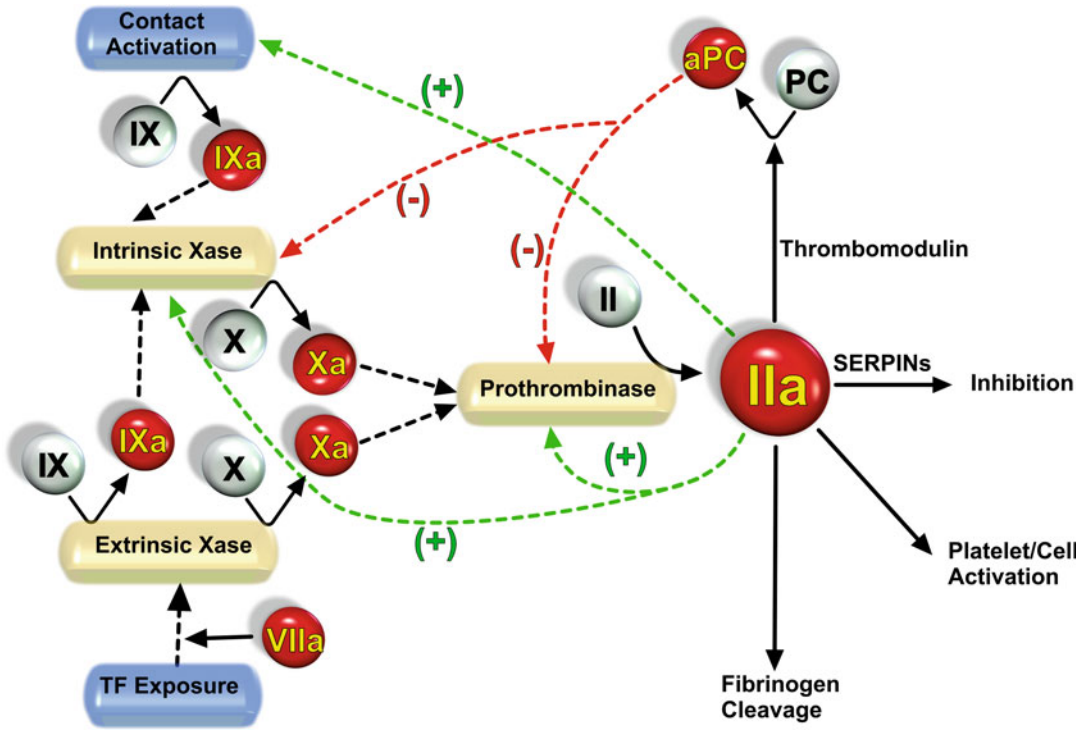 Contact
Activation
aPC
PC
(+)
IX
IXa
(-)
(-)
Intrinsic Xase
Thrombomodulin
II
X
Xa
SERPINs
IIa
Inhibition
Prothrombinase
IXa
Xa
IX
X
(+)
(+)
Extrinsic Xase
Platelet/Cell
Activation
VIIa
TF Exposure
Fibrinogen
Cleavage